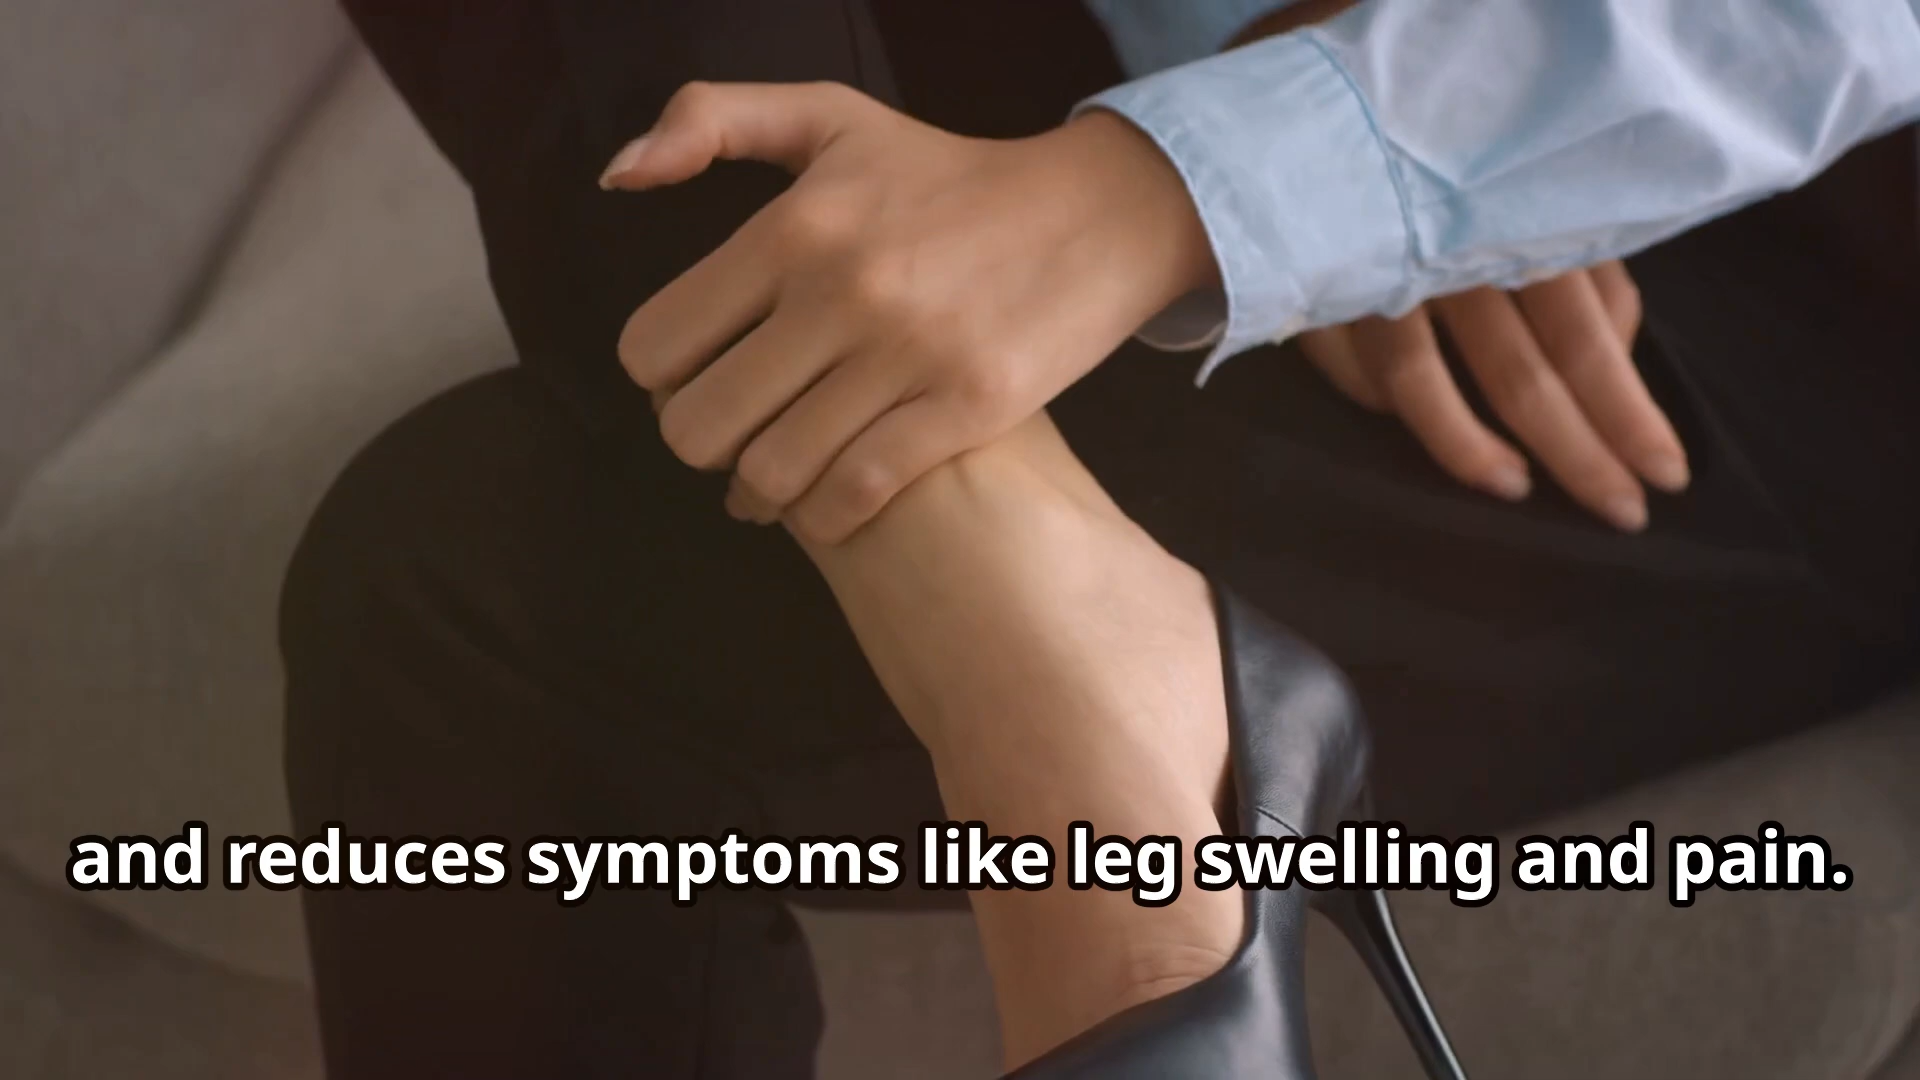 and reduces symptoms like leg swelling and pain.